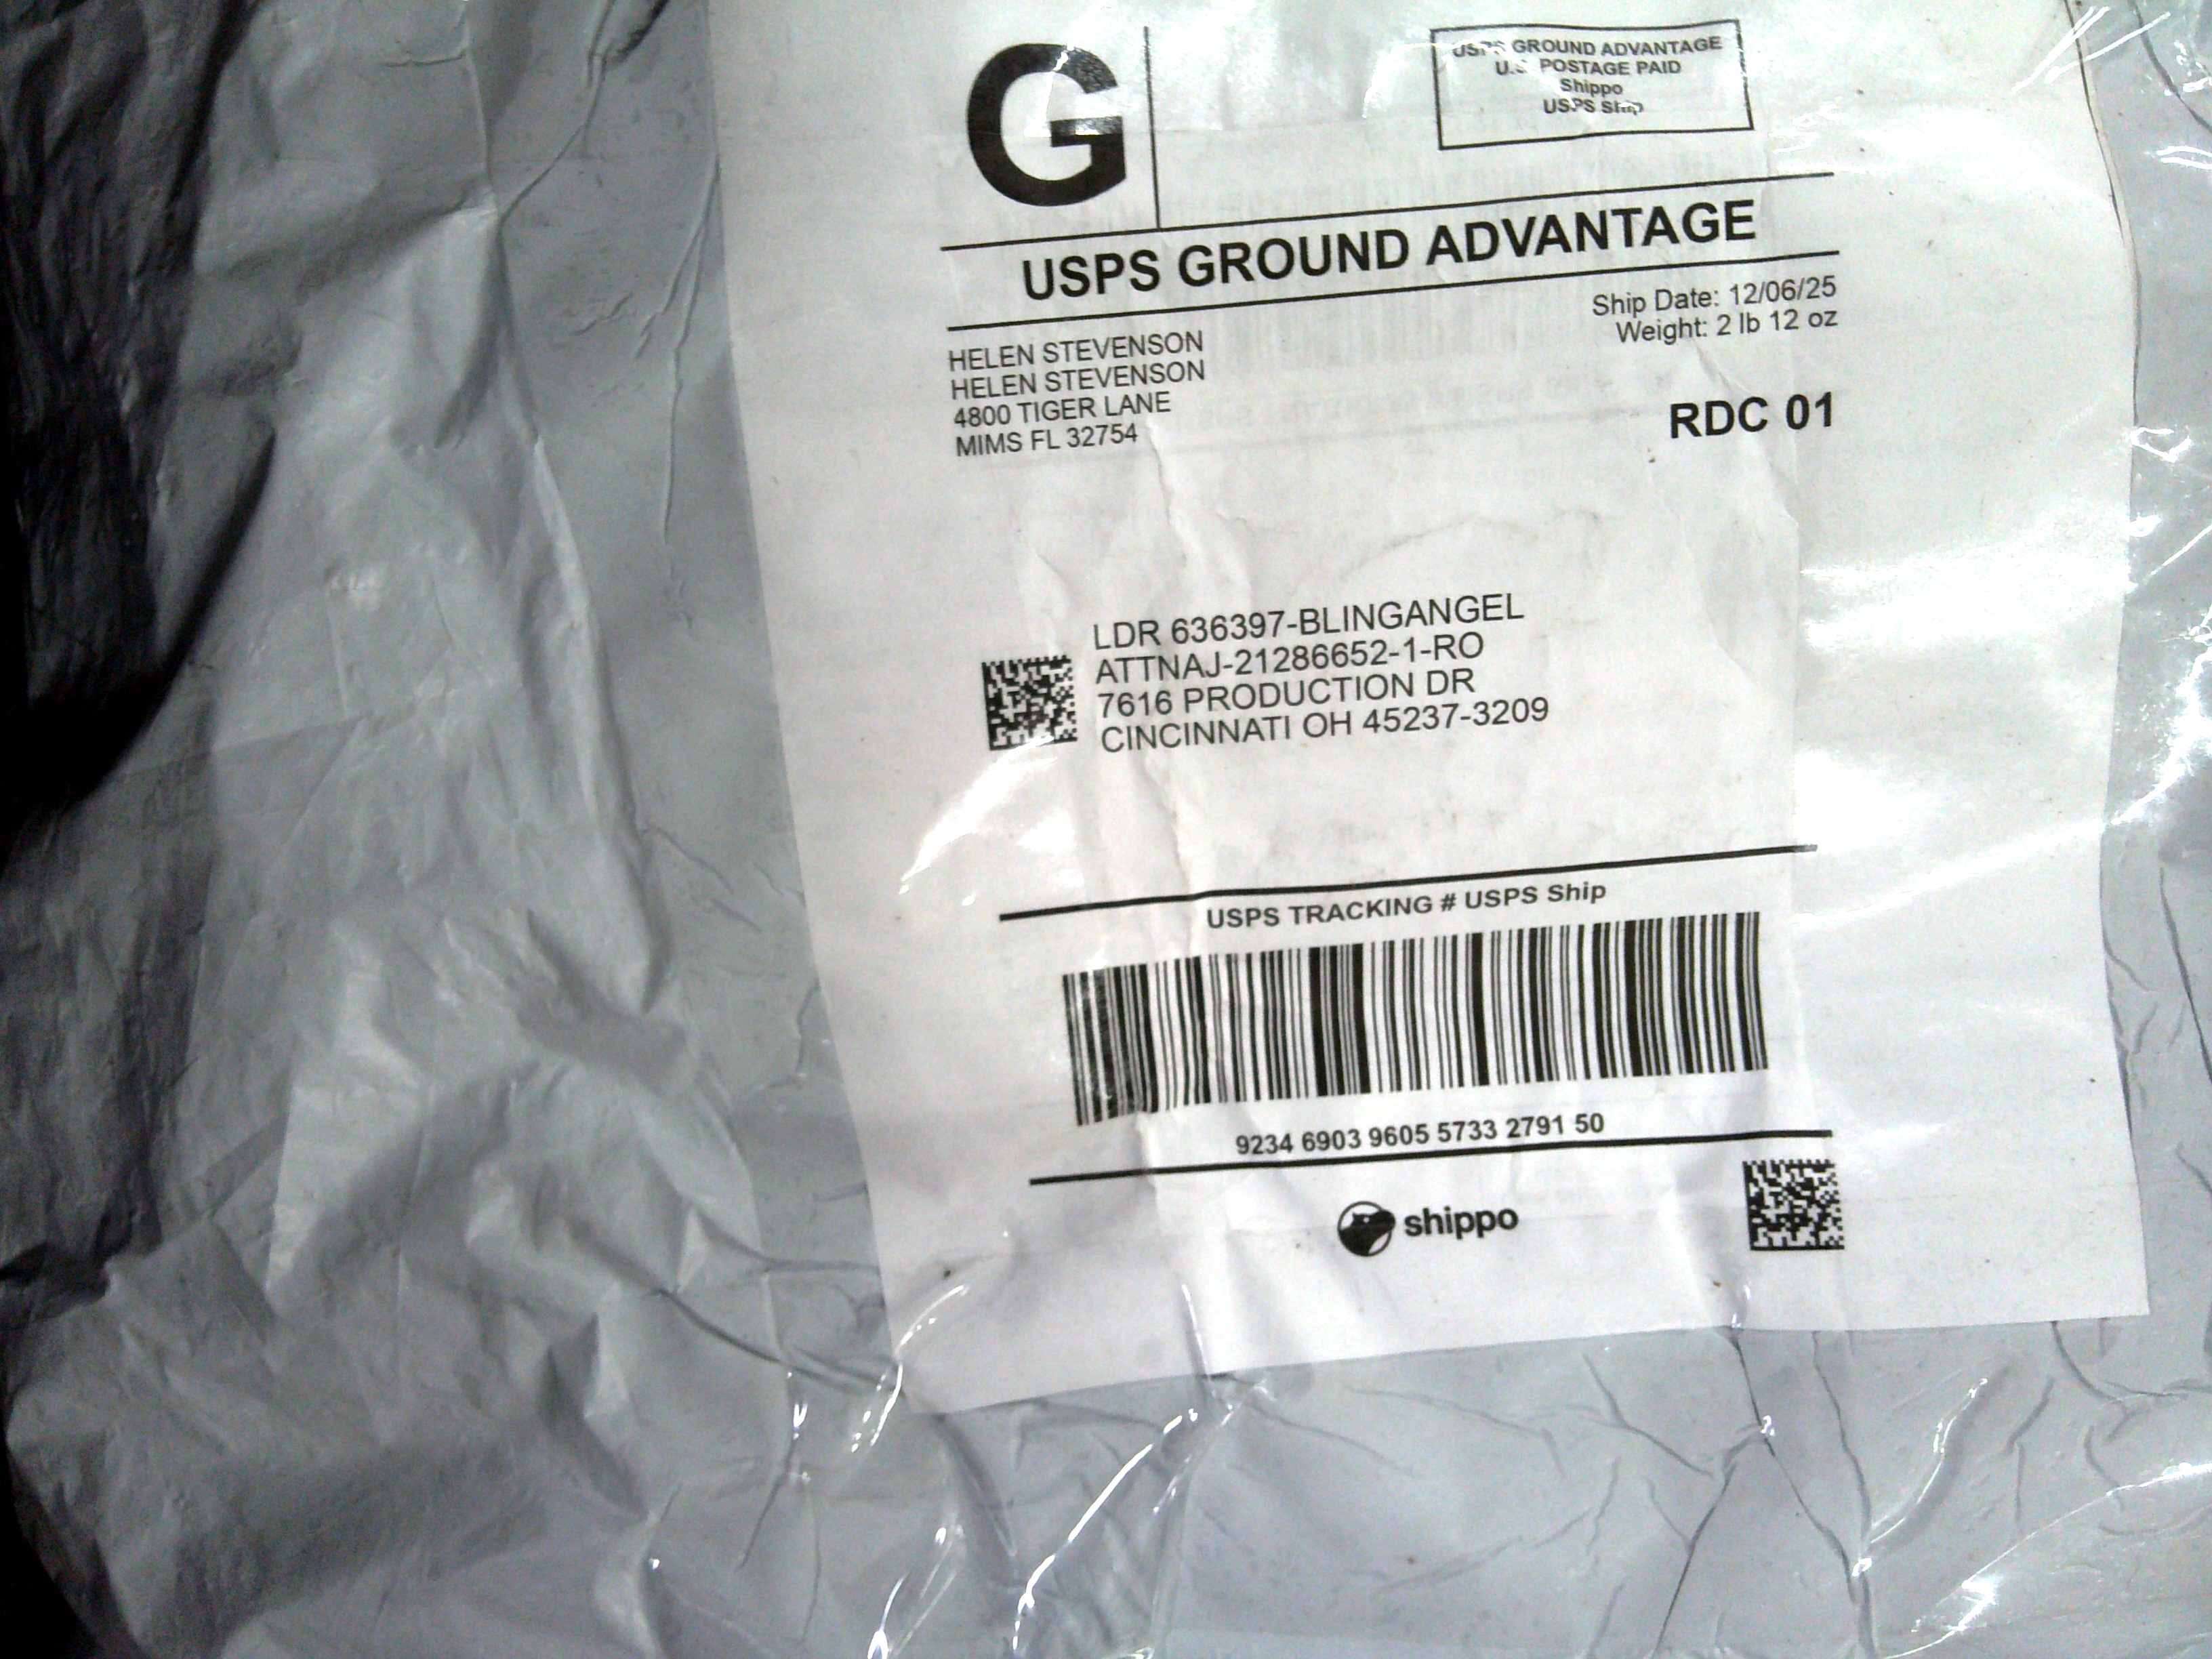 G
USPS GROUND ADVANTAGE
U.S. POSTAGE PAID
Shippo
USPS Ship
USPS GROUND ADVANTAGE
Ship Date: 12/06/25
Weight: 2 lb 12 oz
HELEN STEVENSON
HELEN STEVENSON
4800 TIGER LANE
MIMS FL 32754
RDC 01
LDR 636397-BLINGANGEL
ATTNAJ-21286652-1-RO
7616 PRODUCTION DR
CINCINNATI OH 45237-3209
USPS TRACKING # USPS Ship
9234 6903 9605 5733 2791 50
shippo